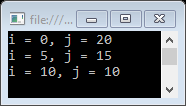 file:///...
i = 0, j = 20
i = 5, j = 15
i = 10, j = 10